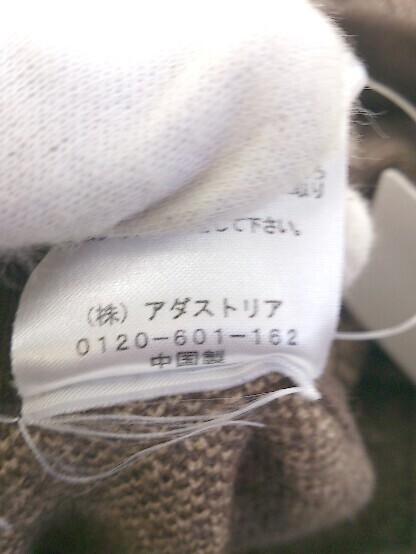 して下さい。
(株) アダストリア
0120-601-162
中国製